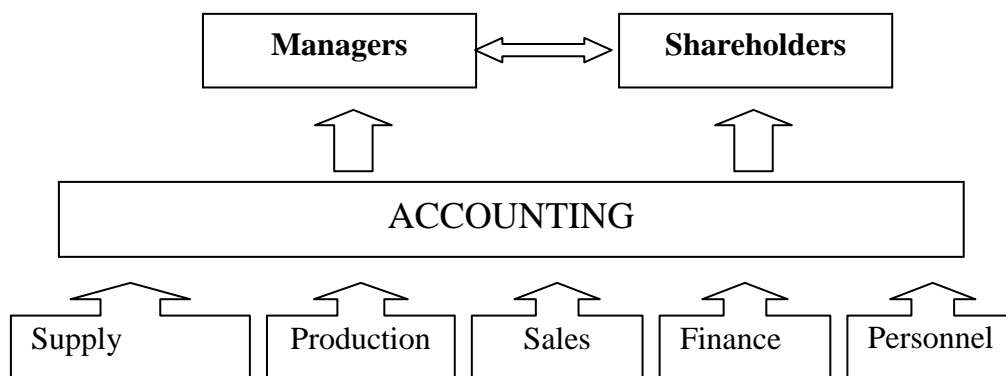 Managers Shareholders
ACCOUNTING
Supply Production Sales Finance Personnel